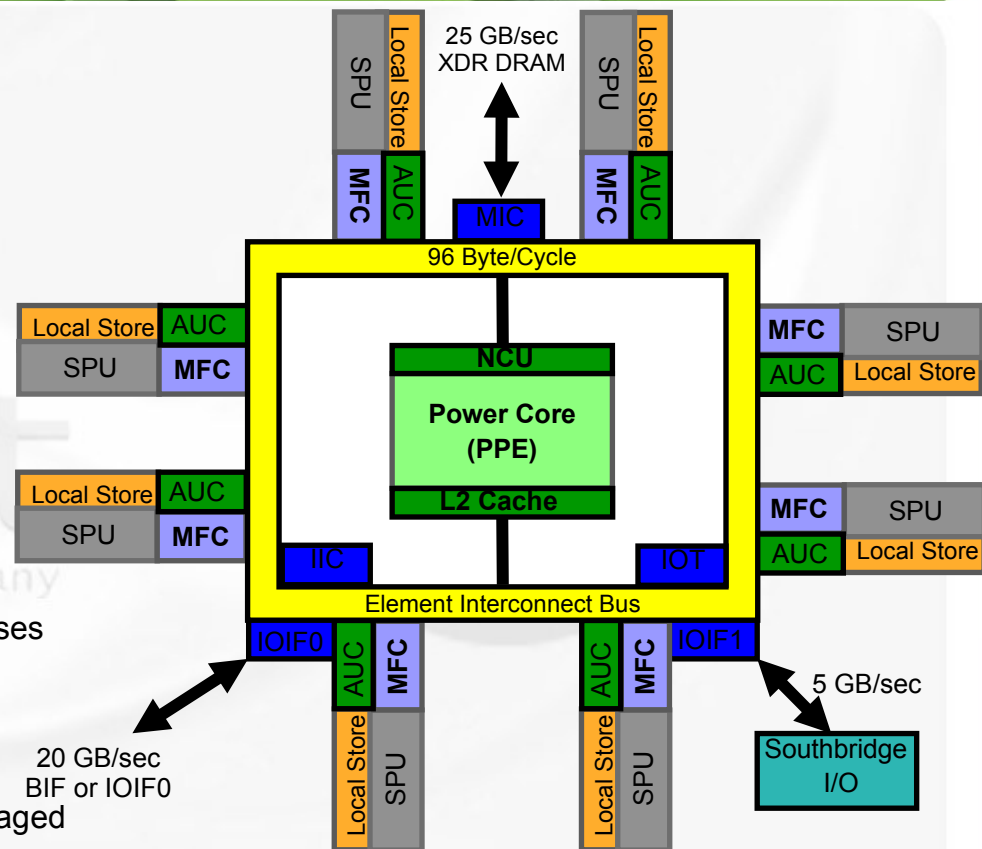 25 GB/sec
XDR DRAM
SPU
Local Store
MFC
AUC
SPU
Local Store
MFC
AUC
MIC
96 Byte/Cycle
Local Store
AUC
SPU
MFC
MFC
SPU
AUC
Local Store
NCU
Power Core
(PPE)
L2 Cache
Local Store
AUC
SPU
MFC
MFC
SPU
AUC
Local Store
IIC
IOT
Element Interconnect Bus
any
ses
IOIF0
AUC
MFC
Local Store
SPU
AUC
MFC
Local Store
SPU
IOIF1
5 GB/sec
20 GB/sec
BIF or IOIF0
Southbridge
I/O
aged